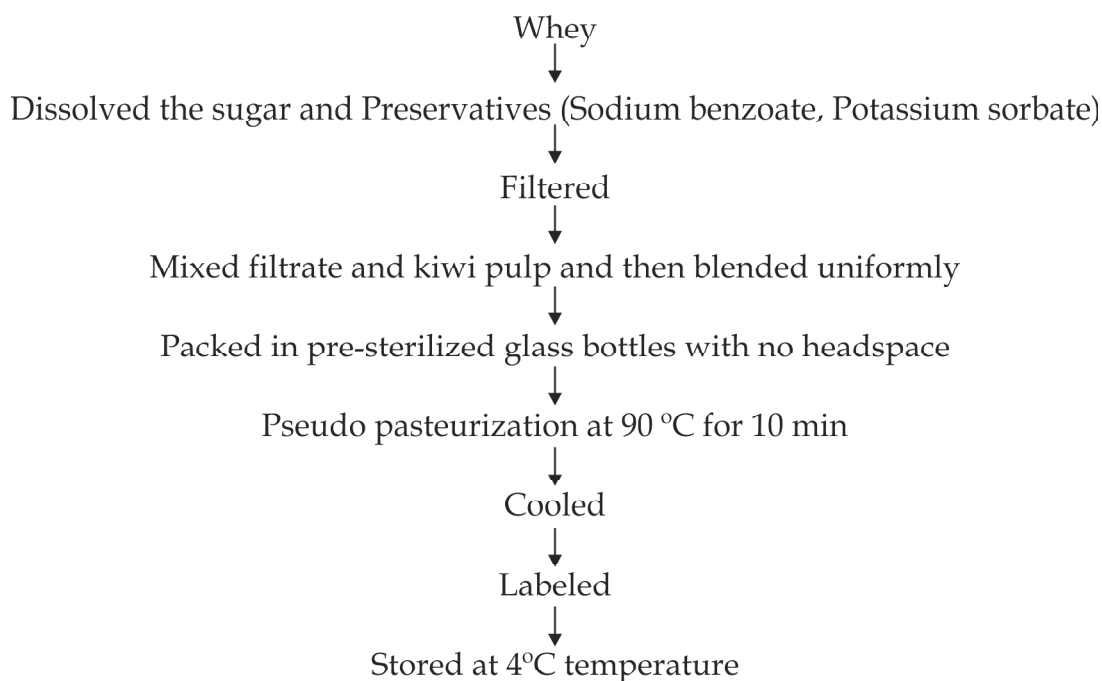 Whey
Dissolved the sugar and Preservatives (Sodium benzoate, Potassium sorbate)
Filtered
Mixed filtrate and kiwi pulp and then blended uniformly
Packed in pre-sterilized glass bottles with no headspace
Pseudo pasteurization at 90 ºC for 10 min
Cooled
Labeled
Stored at 4ºC temperature